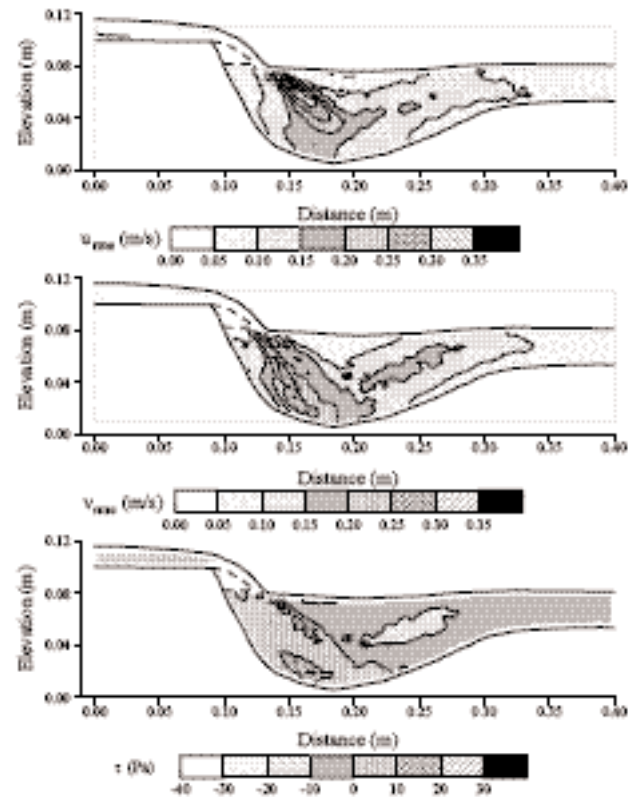 Elevation (m)
0.12
0.08
0.04
0.00
0.00 0.05 0.10 0.15 0.20 0.25 0.30 0.35 0.40
Distance (m)
u_rms (m/s)
0.00 0.05 0.10 0.15 0.20 0.25 0.30 0.35
Elevation (m)
0.12
0.08
0.04
0.00
0.00 0.05 0.10 0.15 0.20 0.25 0.30 0.35 0.40
Distance (m)
v_rms (m/s)
0.00 0.05 0.10 0.15 0.20 0.25 0.30 0.35
Elevation (m)
0.12
0.08
0.04
0.00
0.00 0.05 0.10 0.15 0.20 0.25 0.30 0.35 0.40
Distance (m)
τ (Pa)
-40 -30 -20 -10 0 10 20 30